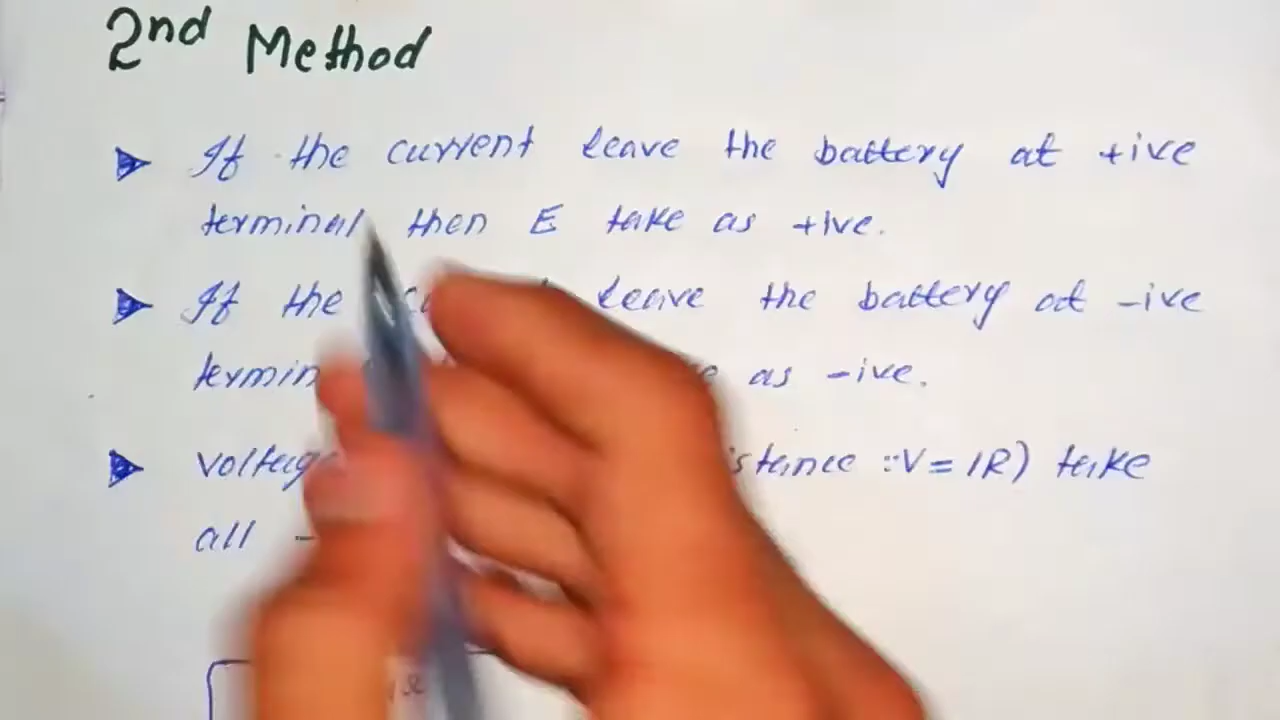 2nd Method
If the current leave the battery at +ive
terminal then E take as +ive.
If the leave the battery at -ive
as -ive.
∵V=IR) take
all -